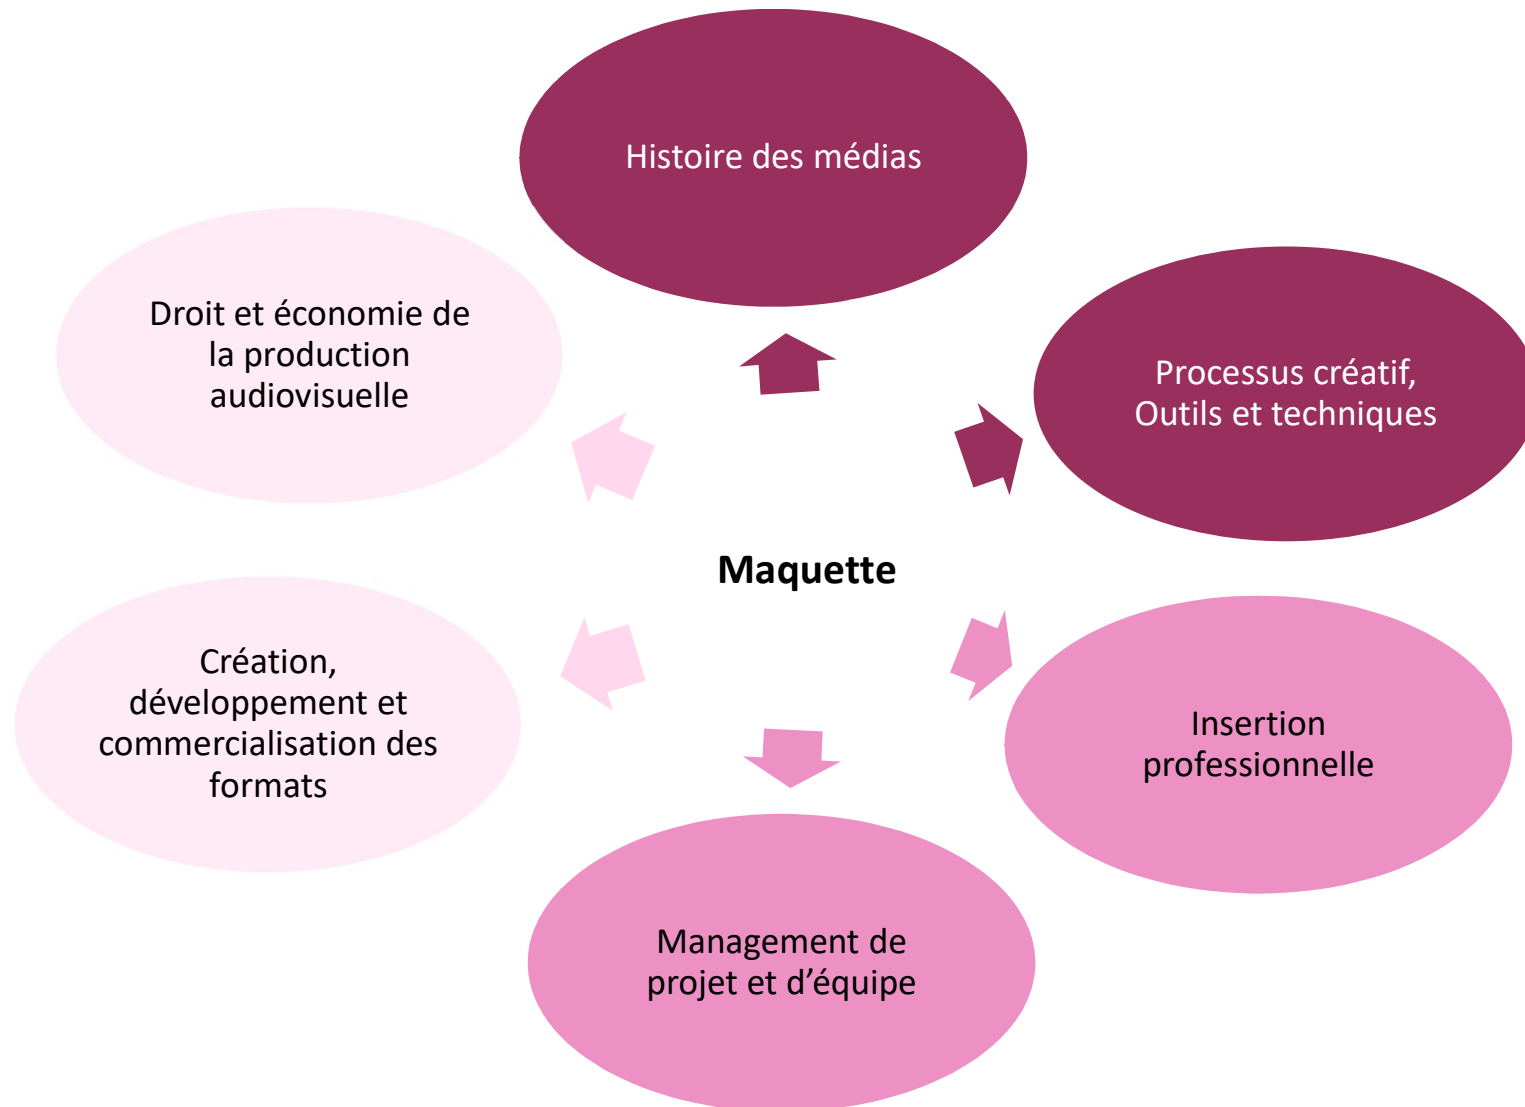 Histoire des médias
Processus créatif,
Outils et techniques
Insertion
professionnelle
Management de
projet et d’équipe
Création,
développement et
commercialisation des
formats
Droit et économie de
la production
audiovisuelle
Maquette